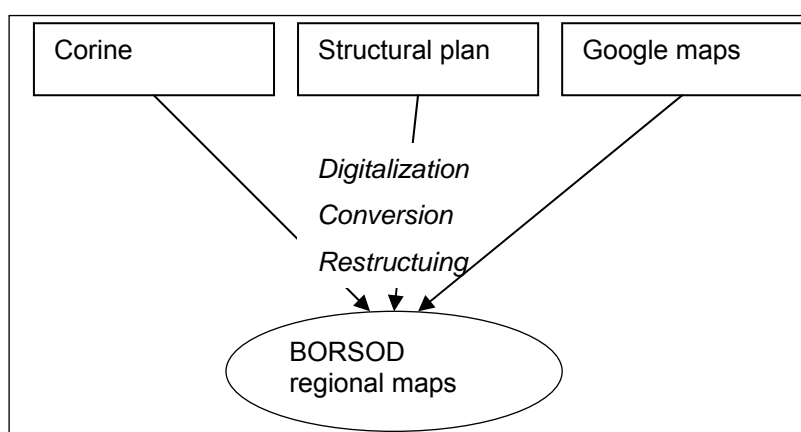 Corine
Structural plan
Google maps
Digitalization
Conversion
Restructuing
BORSOD
regional maps